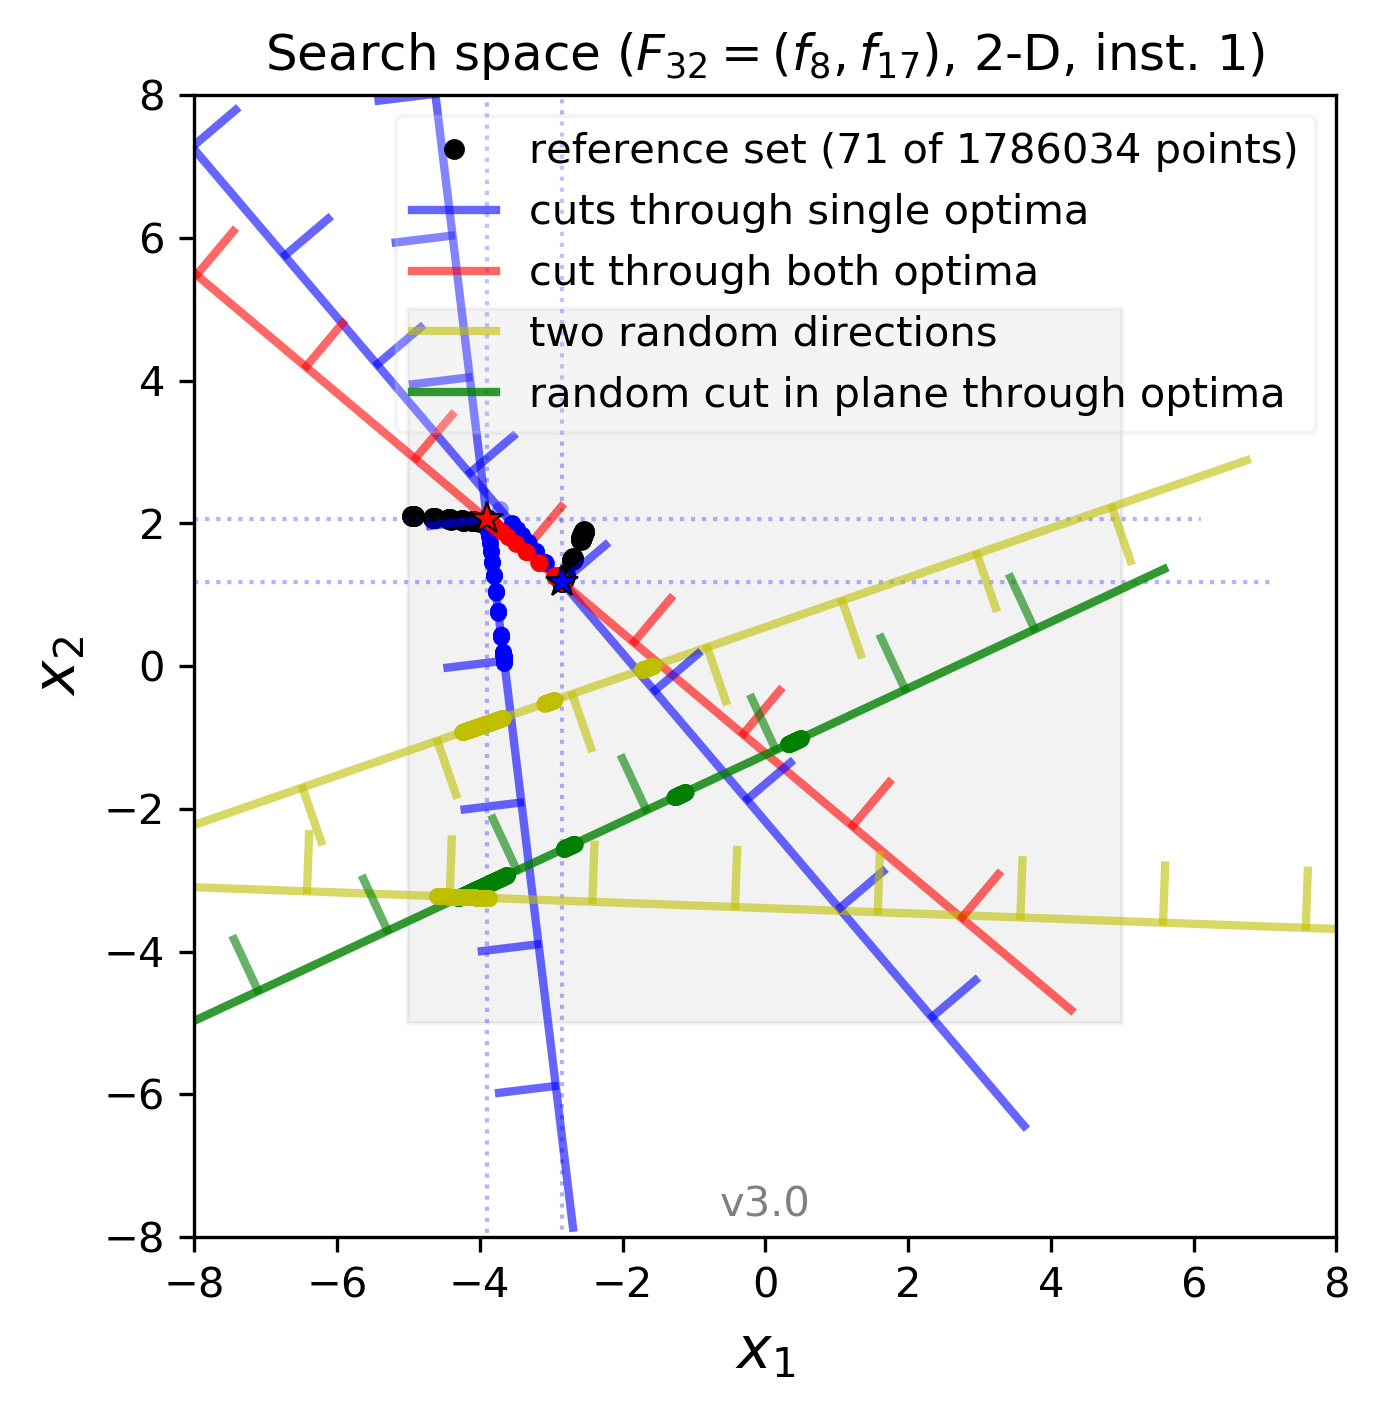 Search space (F32 = (f8, f17), 2-D, inst. 1)
8
6
4
2
0
−2
−4
−6
−8
x2
reference set (71 of 1786034 points)
cuts through single optima
cut through both optima
two random directions
random cut in plane through optima
v3.0
−8 −6 −4 −2 0 2 4 6 8
x1